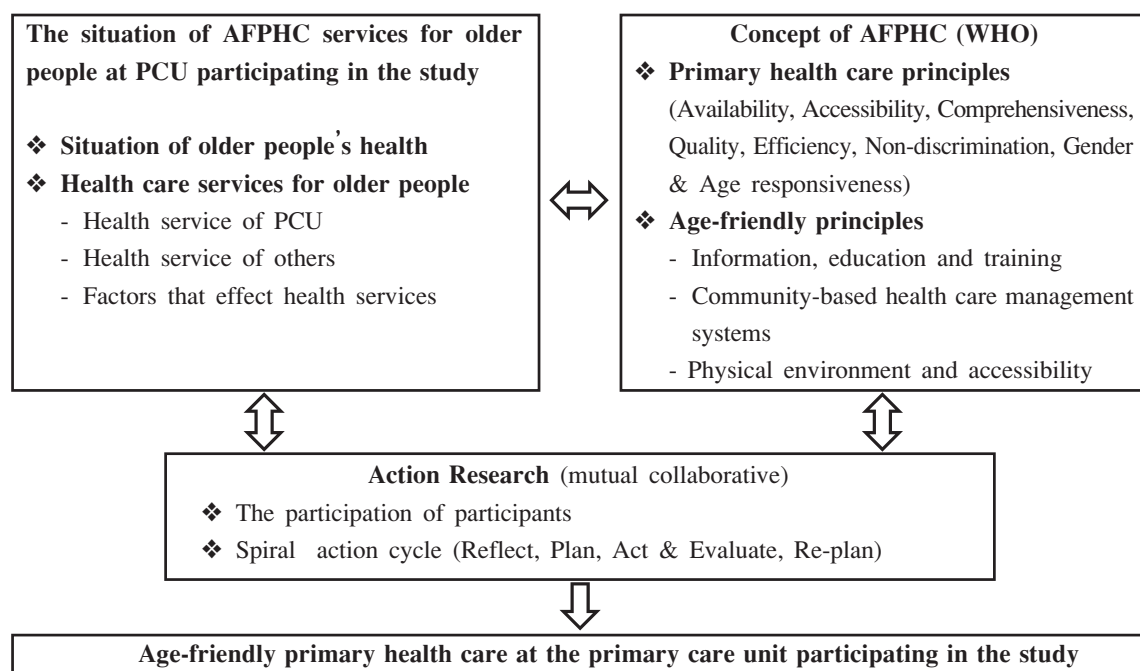 The situation of AFPHC services for older
people at PCU participating in the study
❖ Situation of older people's health
❖ Health care services for older people
- Health service of PCU
- Health service of others
- Factors that effect health services
Concept of AFPHC (WHO)
❖ Primary health care principles
(Availability, Accessibility, Comprehensiveness,
Quality, Efficiency, Non-discrimination, Gender
& Age responsiveness)
❖ Age-friendly principles
- Information, education and training
- Community-based health care management
systems
- Physical environment and accessibility
Action Research (mutual collaborative)
❖ The participation of participants
❖ Spiral action cycle (Reflect, Plan, Act & Evaluate, Re-plan)
Age-friendly primary health care at the primary care unit participating in the study